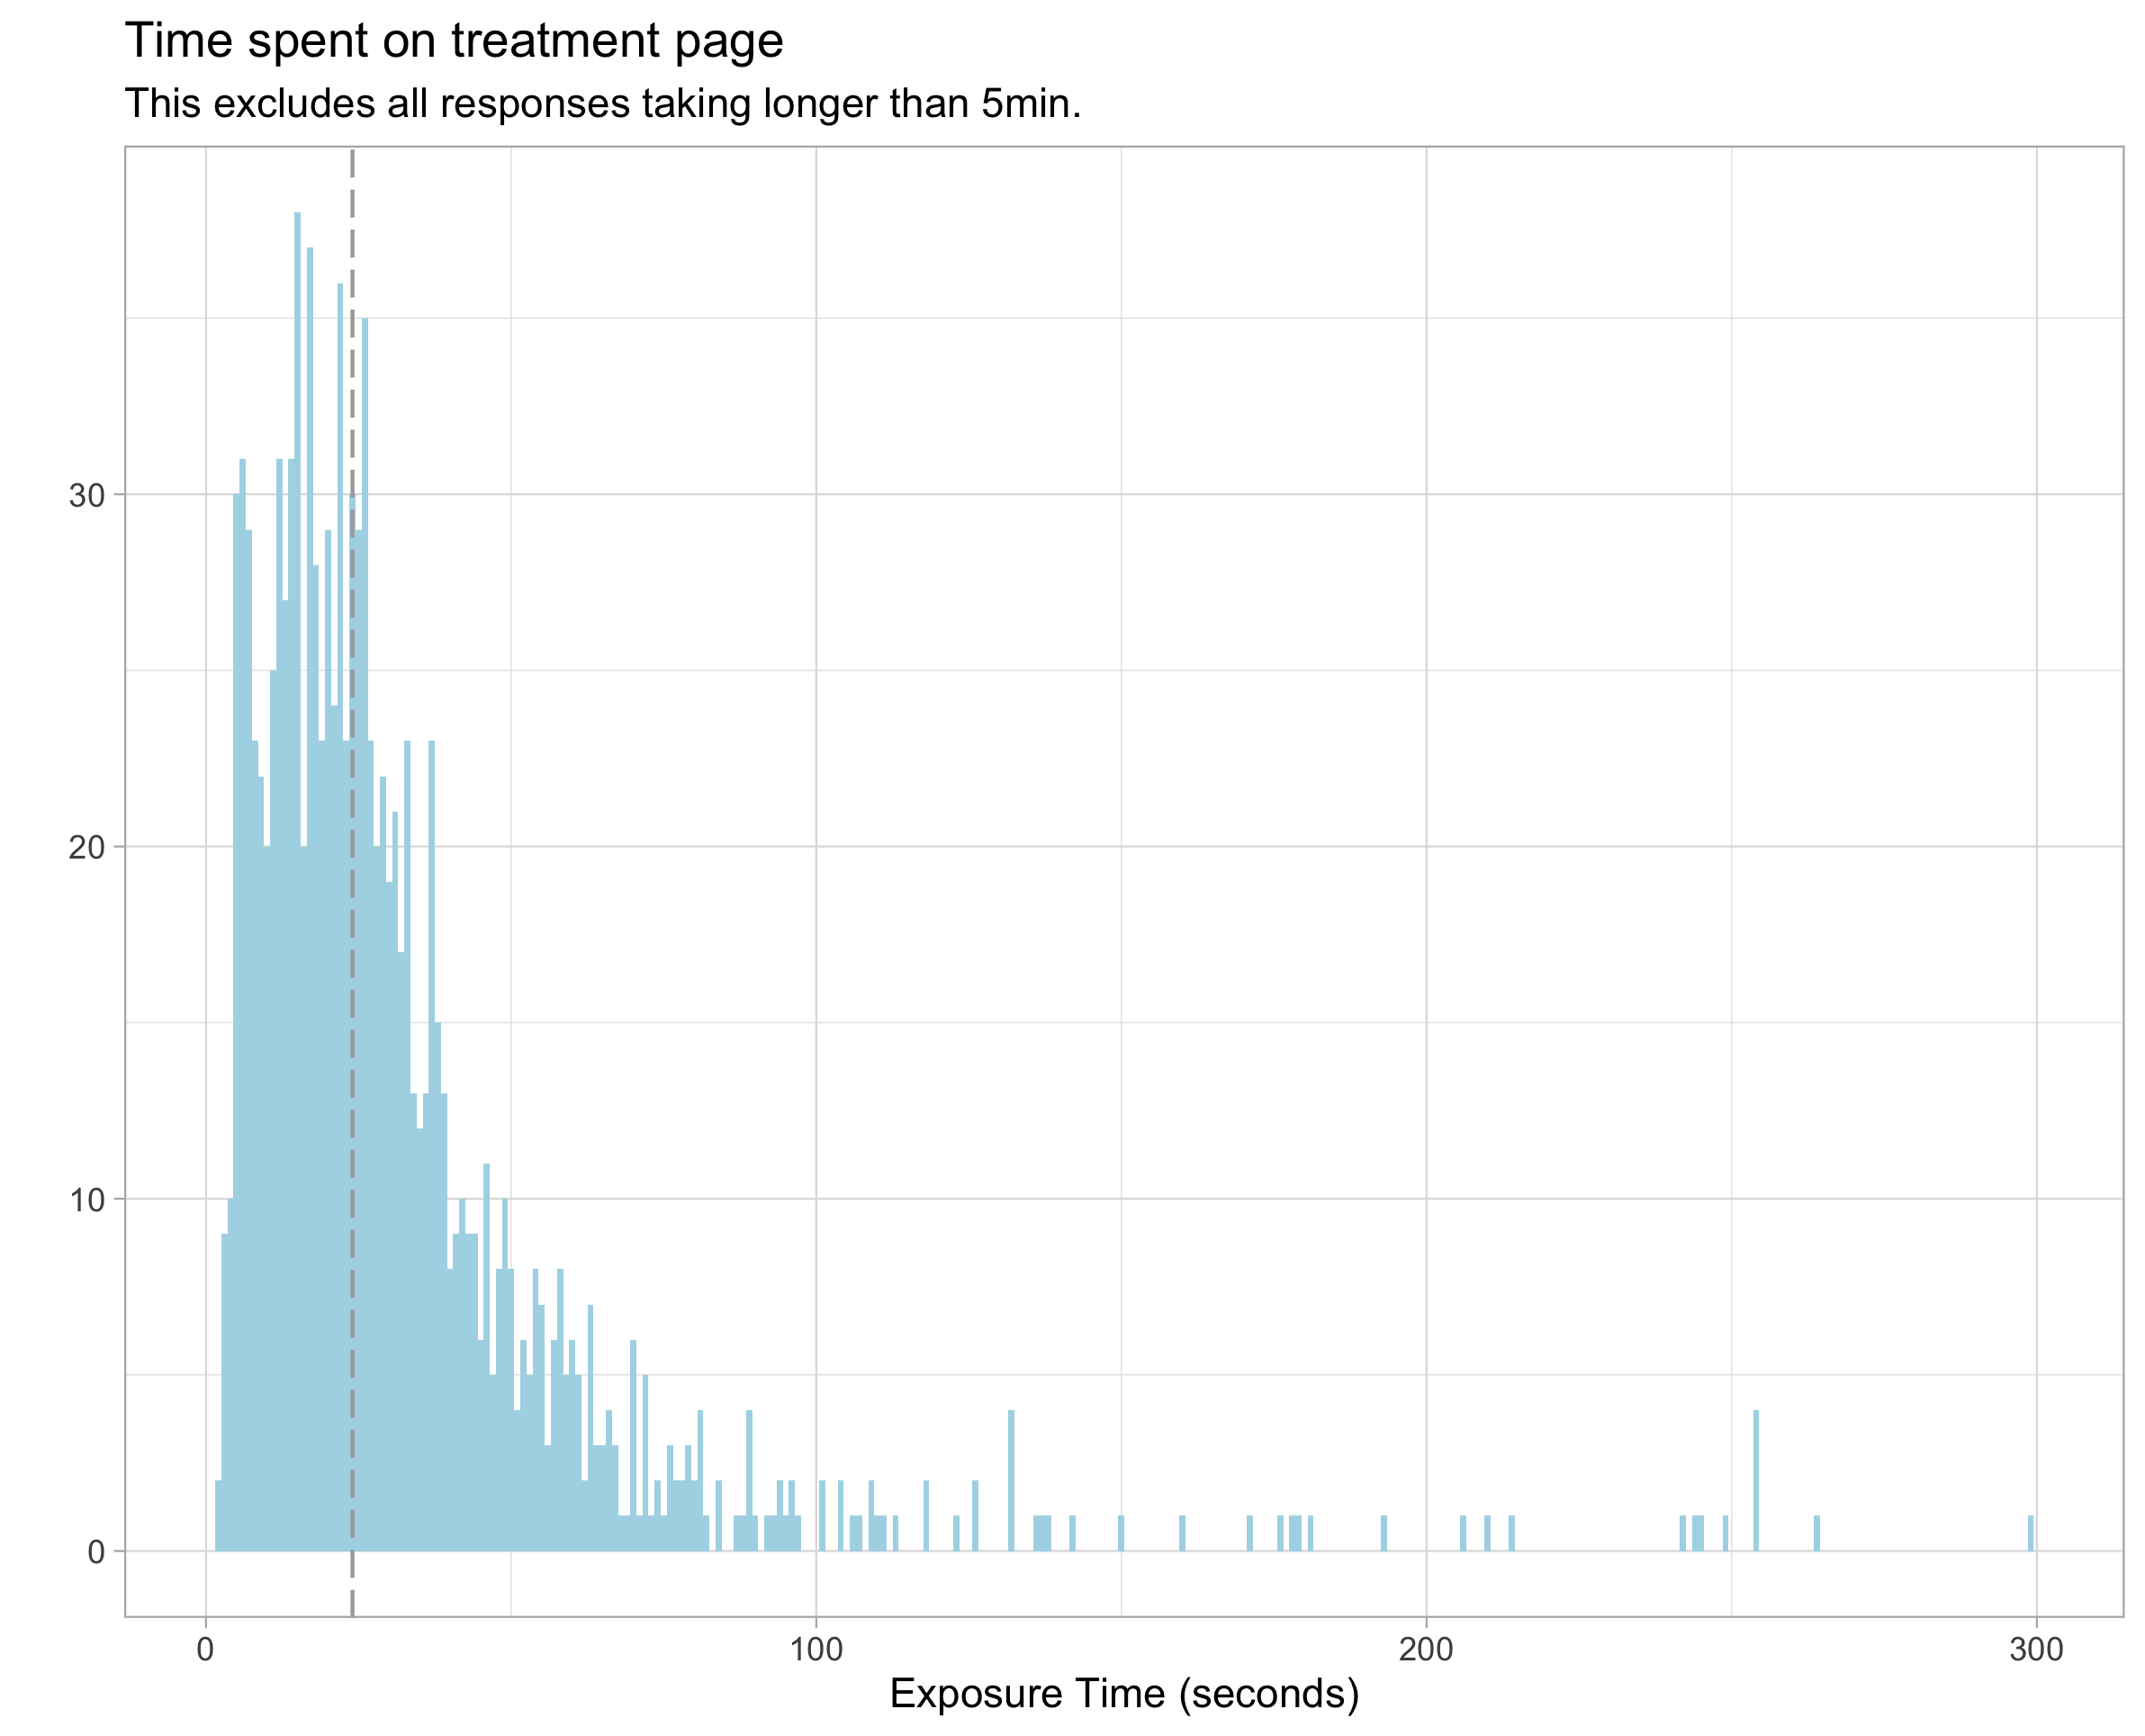 Time spent on treatment page
This excludes all responses taking longer than 5min.
30
20
10
0
0 100 200 300
Exposure Time (seconds)